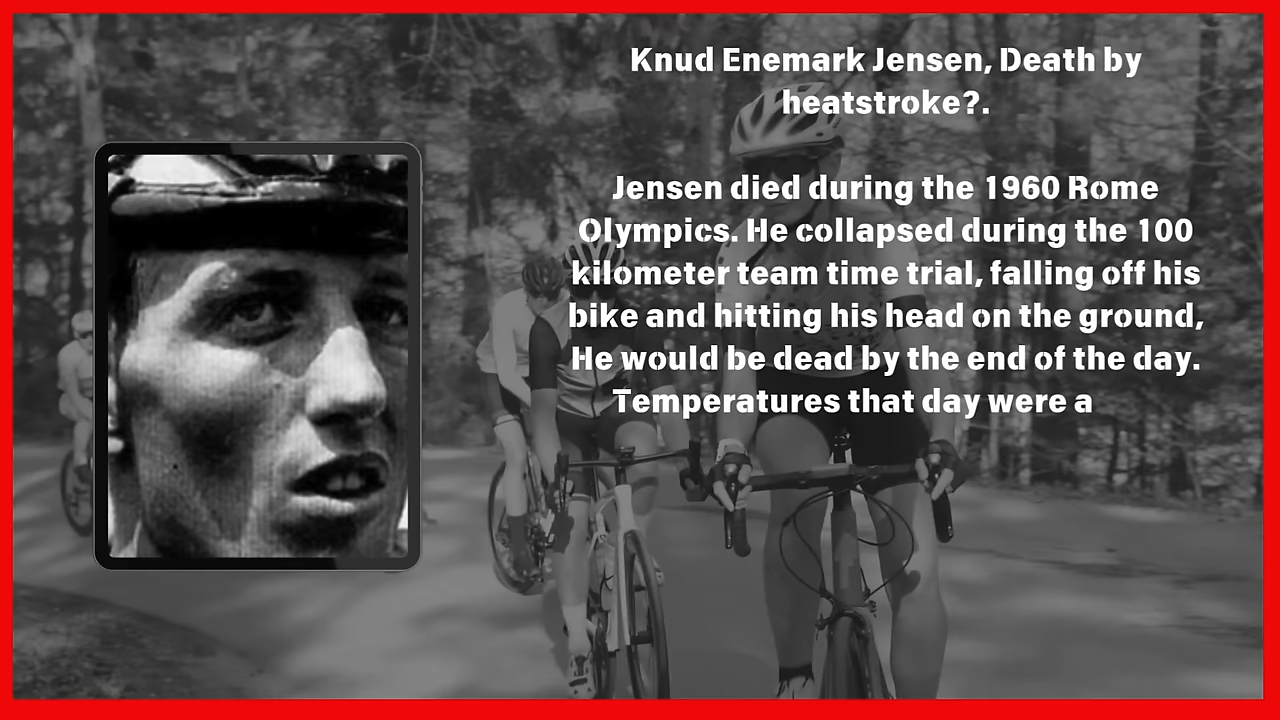 Knud Enemark Jensen, Death by
heatstroke?.
Jensen died during the 1960 Rome
Olympics. He collapsed during the 100
kilometer team time trial, falling off his
bike and hitting his head on the ground,
He would be dead by the end of the day.
Temperatures that day were a